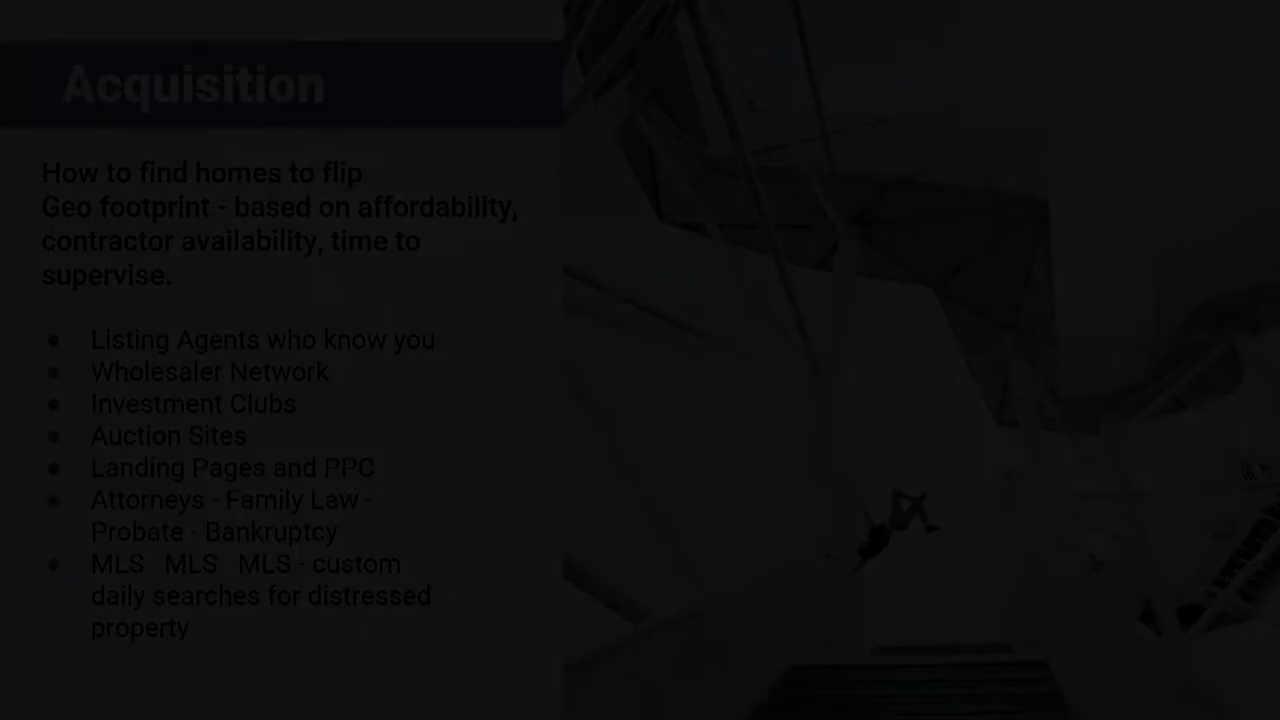 Acquisition
How to find homes to flip
Geo footprint - based on affordability,
contractor availability, time to
supervise.
● Listing Agents who know you
● Wholesaler Network
● Investment Clubs
● Auction Sites
● Landing Pages and PPC
● Attorneys - Family Law -
Probate - Bankruptcy
● MLS MLS MLS - custom
daily searches for distressed
property